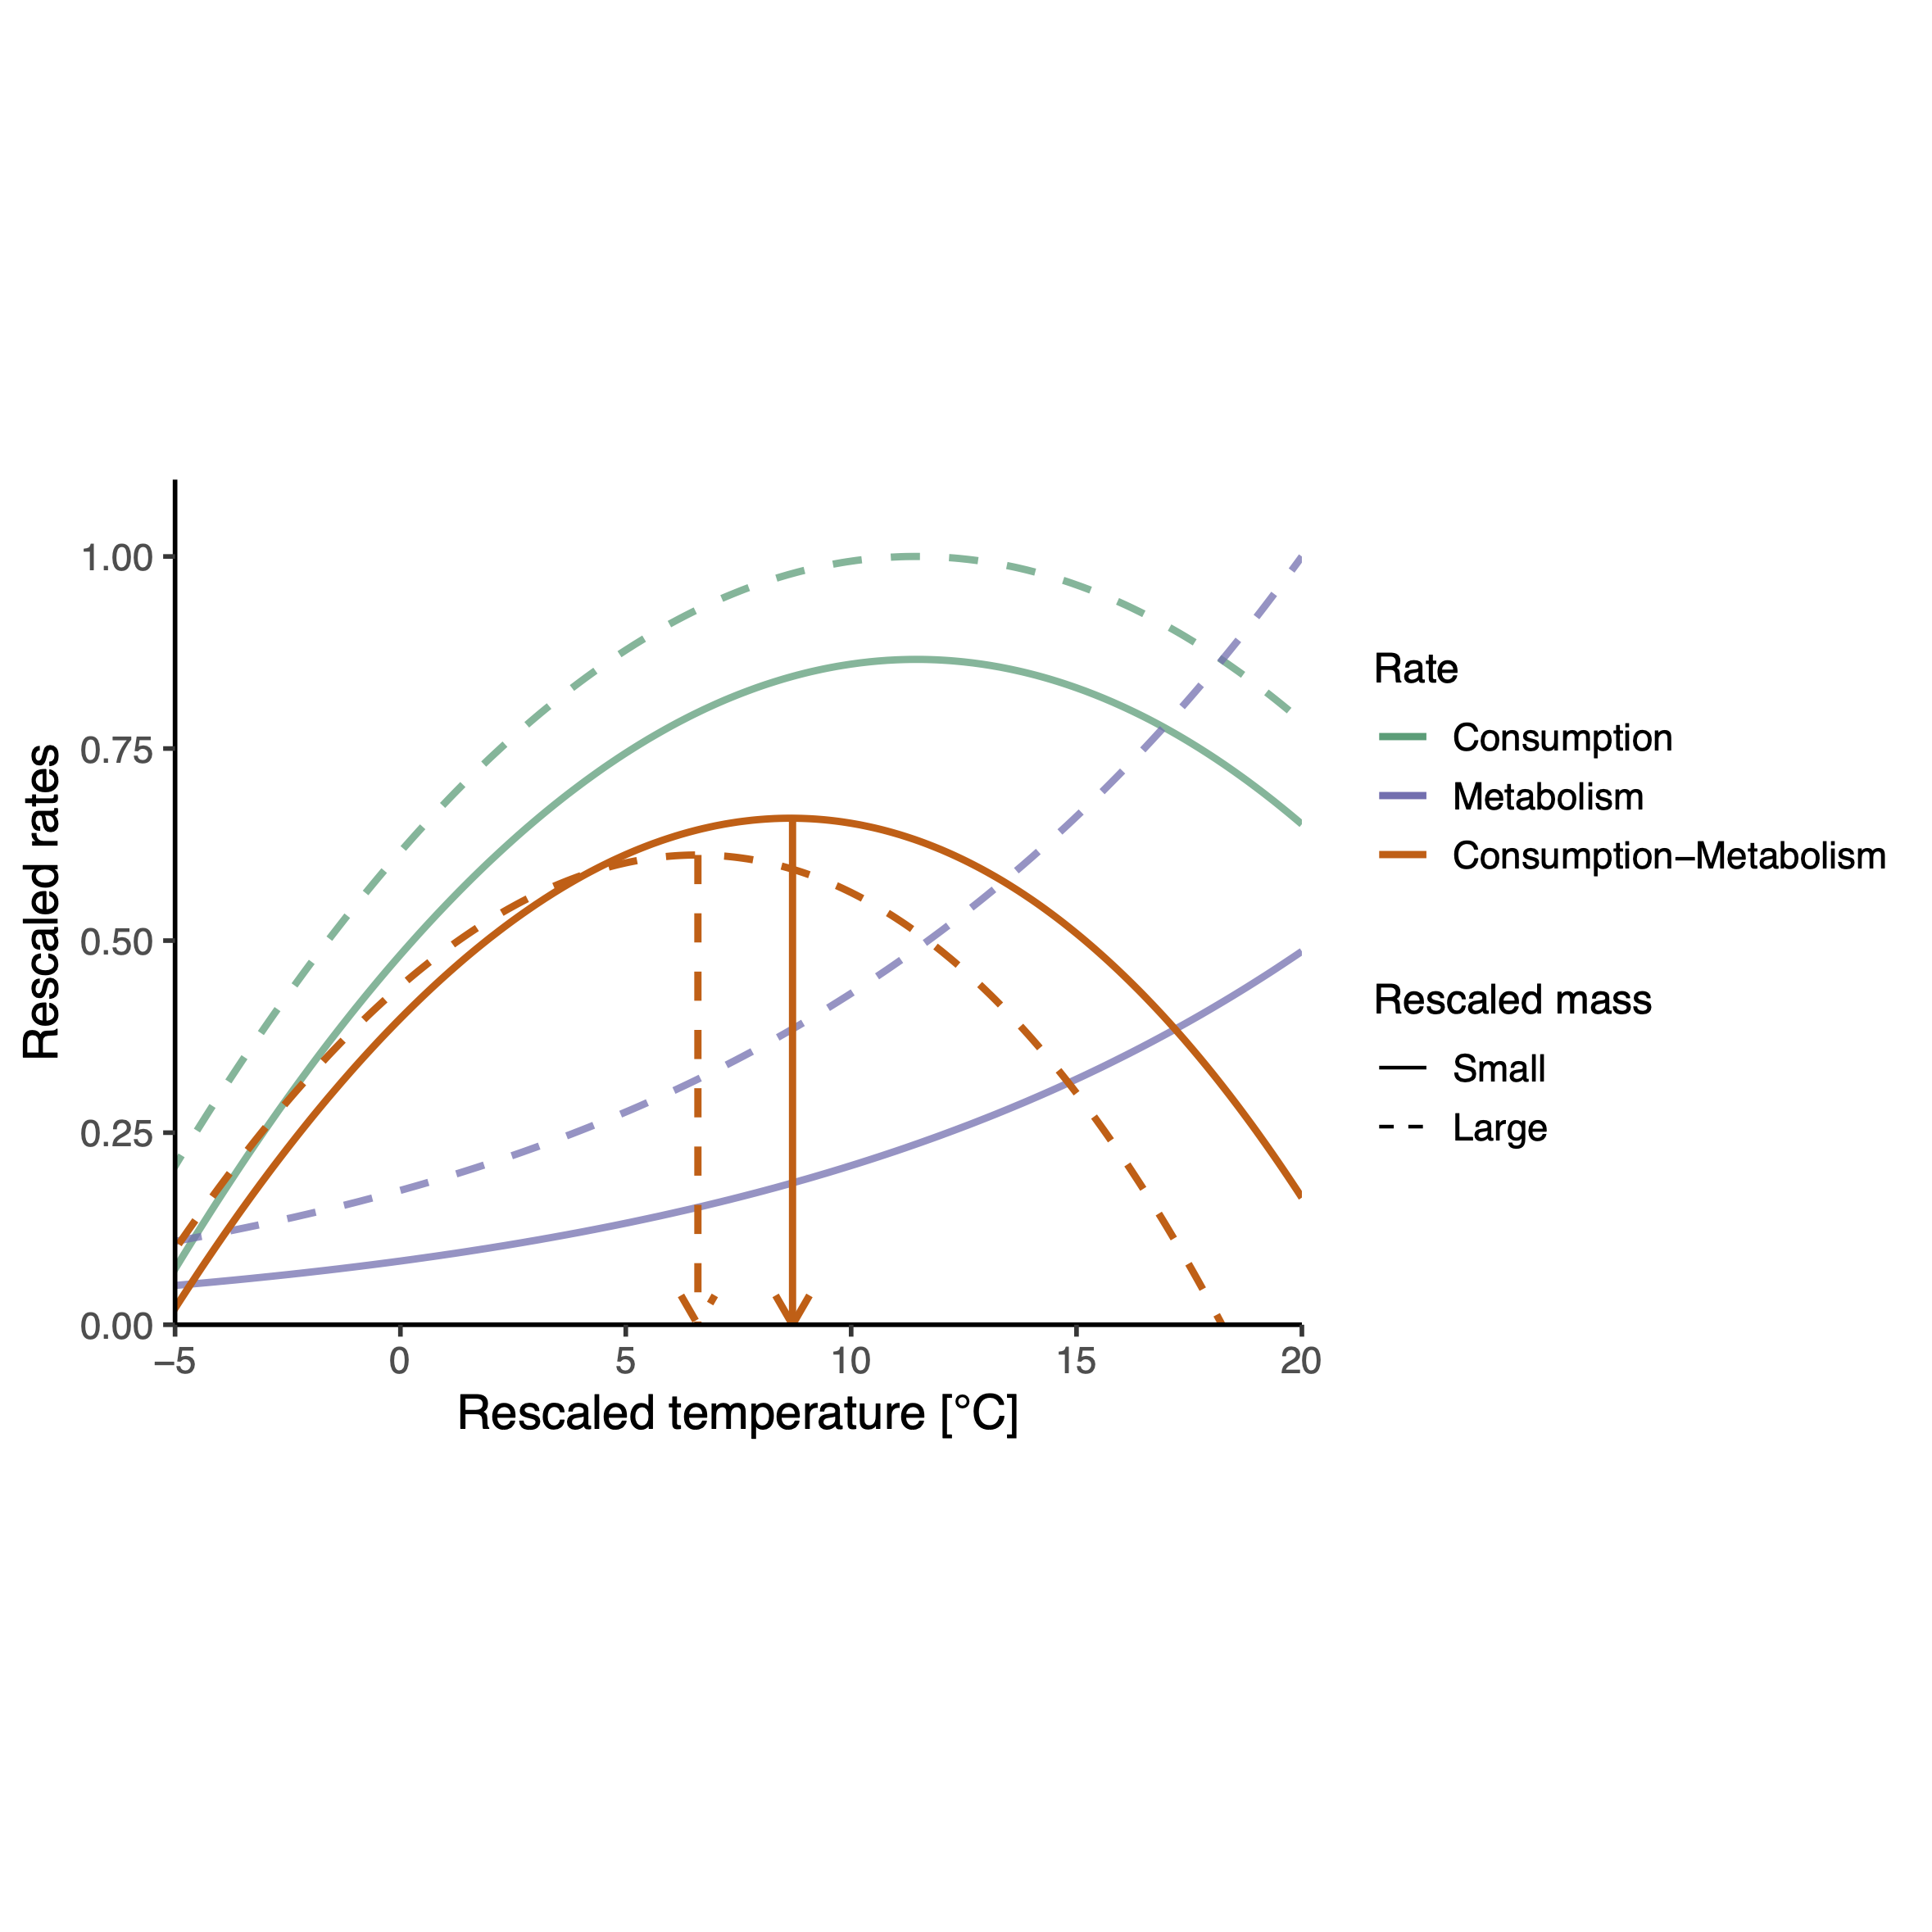 Rescaled rates
1.00
0.75
0.50
0.25
0.00
−5 0 5 10 15 20
Rescaled temperature [°C]
Rate
Consumption
Metabolism
Consumption−Metabolism
Rescaled mass
Small
Large